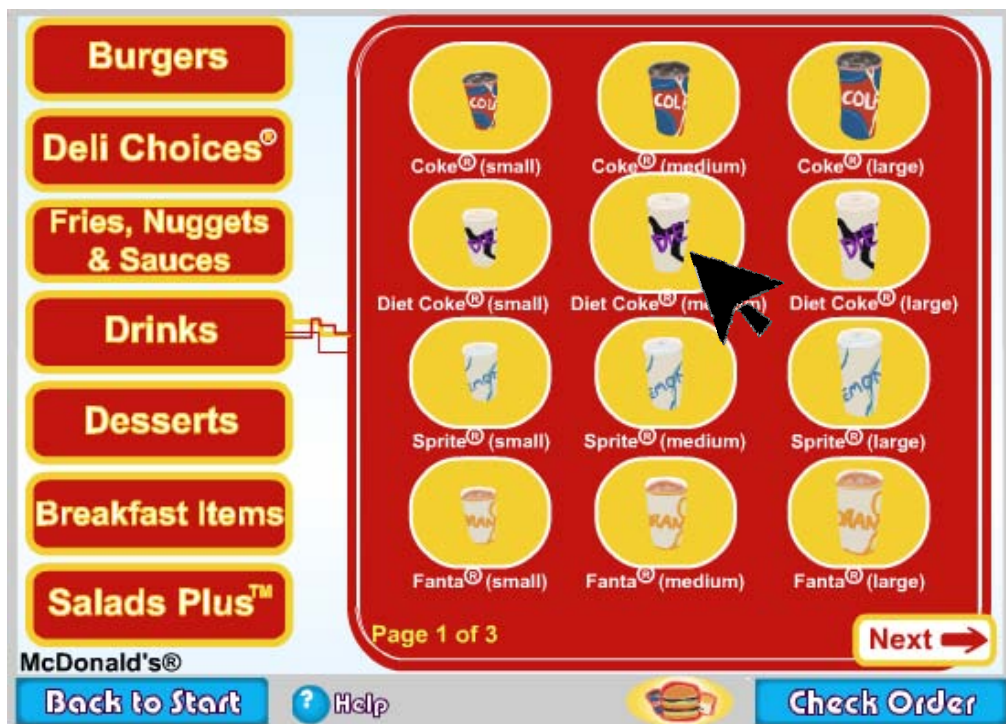 Burgers
Deli Choices®
Fries, Nuggets
& Sauces
Drinks
Desserts
Breakfast Items
Salads Plus™
McDonald's®
Coke® (small)
Coke® (medium)
Coke® (large)
Diet Coke® (small)
Diet Coke®
Diet Coke® (large)
Sprite® (small)
Sprite® (medium)
Sprite® (large)
Fanta® (small)
Fanta® (medium)
Fanta® (large)
Page 1 of 3
Next
Back to Start
? Help
Check Order